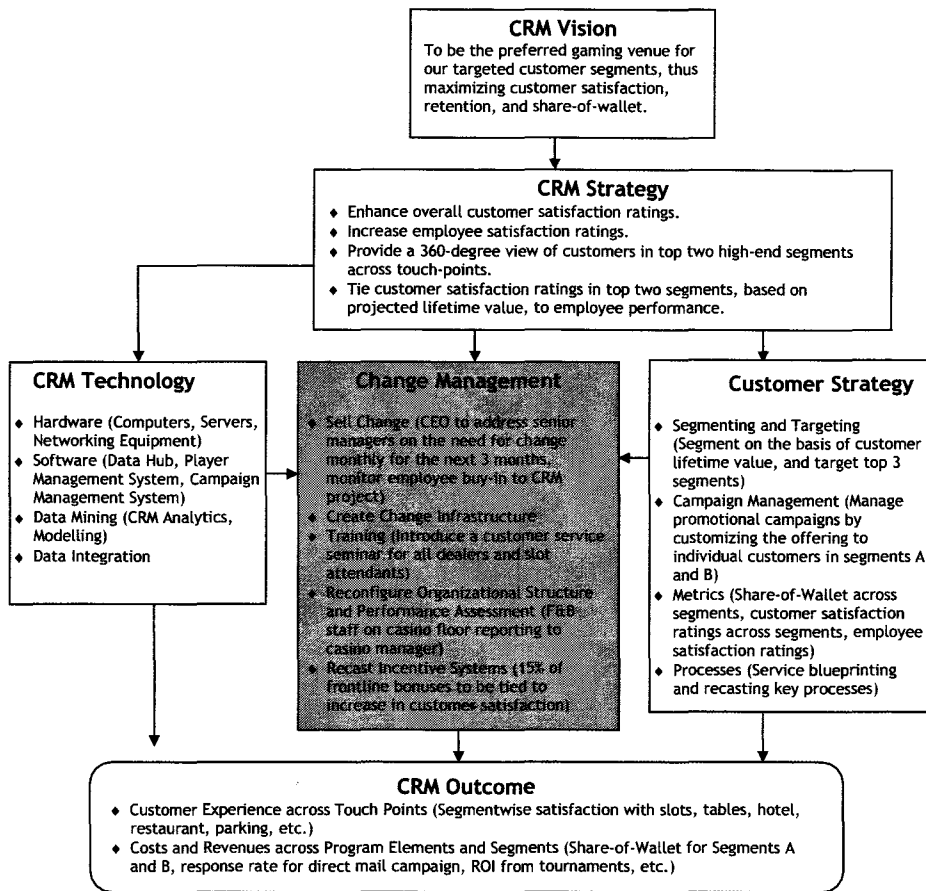 CRM Vision
To be the preferred gaming venue for
our targeted customer segments, thus
maximizing customer satisfaction,
retention, and share-of-wallet.
CRM Strategy
♦ Enhance overall customer satisfaction ratings.
♦ Increase employee satisfaction ratings.
♦ Provide a 360-degree view of customers in top two high-end segments
across touch-points.
♦ Tie customer satisfaction ratings in top two segments, based on
projected lifetime value, to employee performance.
CRM Technology
♦ Hardware (Computers, Servers,
Networking Equipment)
♦ Software (Data Hub, Player
Management System, Campaign
Management System)
♦ Data Mining (CRM Analytics,
Modelling)
♦ Data Integration
Change Management
♦ Sell Change (CEO to address senior
managers on the need for change
monthly for the next 3 months,
monitor employee buy-in to CRM
project)
♦ Create Change Infrastructure
♦ Training (Introduce a customer service
seminar for all dealers and slot
attendants)
♦ Reconfigure Organizational Structure
and Performance Assessment (F&B
staff on casino floor reporting to
casino manager)
♦ Recast Incentive Systems (15% of
frontline bonuses to be tied to
increase in customer satisfaction)
Customer Strategy
♦ Segmenting and Targeting
(Segment on the basis of customer
lifetime value, and target top 3
segments)
♦ Campaign Management (Manage
promotional campaigns by
customizing the offering to
individual customers in segments A
and B)
♦ Metrics (Share-of-Wallet across
segments, customer satisfaction
ratings across segments, employee
satisfaction ratings)
♦ Processes (Service blueprinting
and recasting key processes)
CRM Outcome
♦ Customer Experience across Touch Points (Segmentwise satisfaction with slots, tables, hotel,
restaurant, parking, etc.)
♦ Costs and Revenues across Program Elements and Segments (Share-of-Wallet for Segments A
and B, response rate for direct mail campaign, ROI from tournaments, etc.)